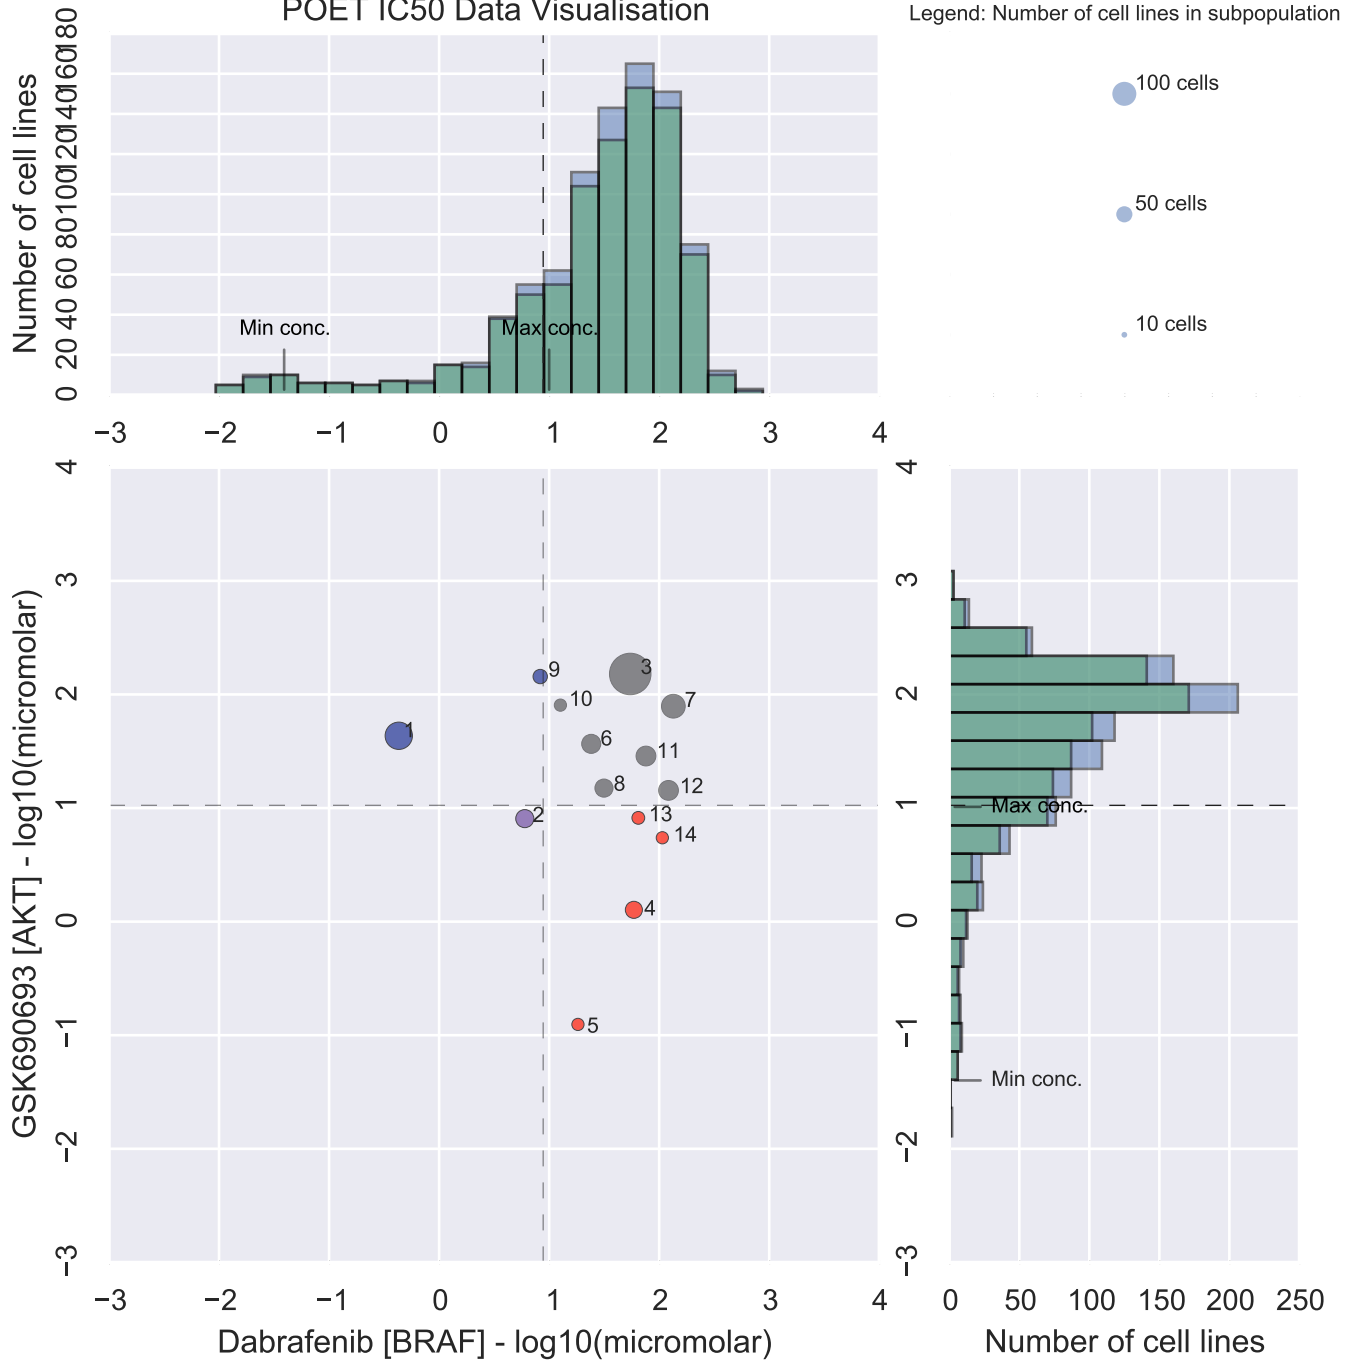 POET IC50 Data Visualisation
Legend: Number of cell lines in subpopulation
100 cells
50 cells
10 cells
Number of cell lines
0 20 40 60 80 100 120 140 160 180
Min conc.
Max conc.
−3 −2 −1 0 1 2 3 4
GSK690693 [AKT] - log10(micromolar)
4
3
2
1
0
−1
−2
−3
9
3
10
7
1
6
11
8
12
2
13
14
4
5
−3 −2 −1 0 1 2 3 4
Dabrafenib [BRAF] - log10(micromolar)
4
3
2
1
0
−1
−2
−3
Max conc.
Min conc.
0 50 100 150 200 250
Number of cell lines